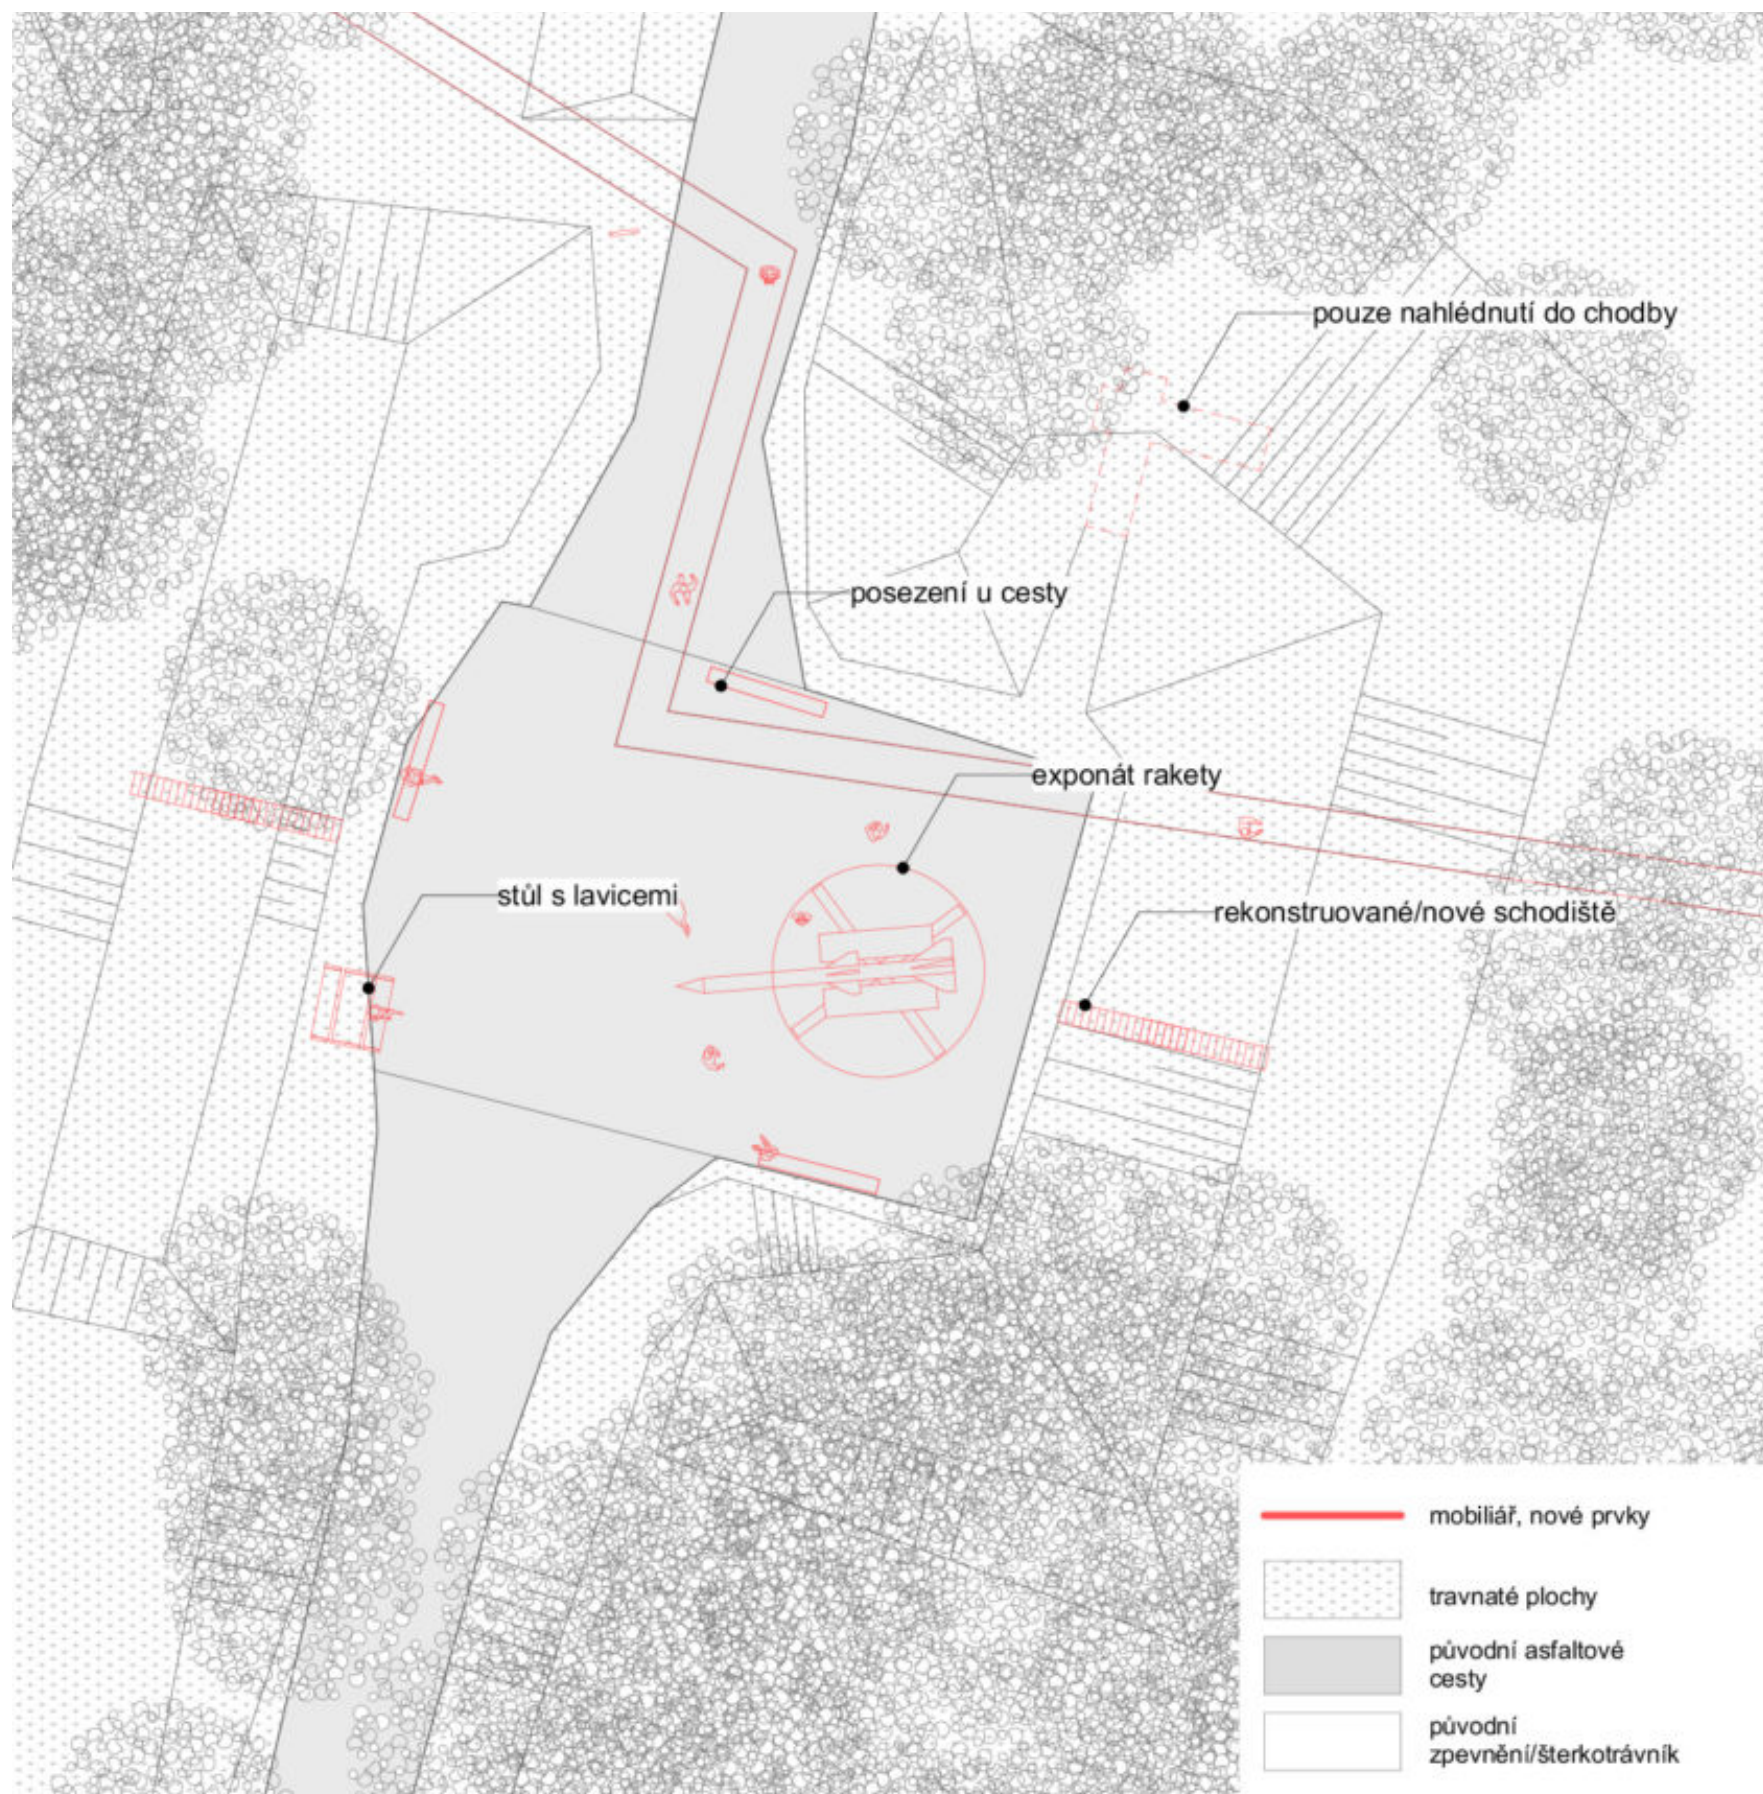 pouze nahlédnutí do chodby
posezení u cesty
exponát rakety
stůl s lavicemi
rekonstruované/nové schodiště
mobiliář, nové prvky
travnaté plochy
původní asfaltové
cesty
původní
zpevnění/šterkotrávník